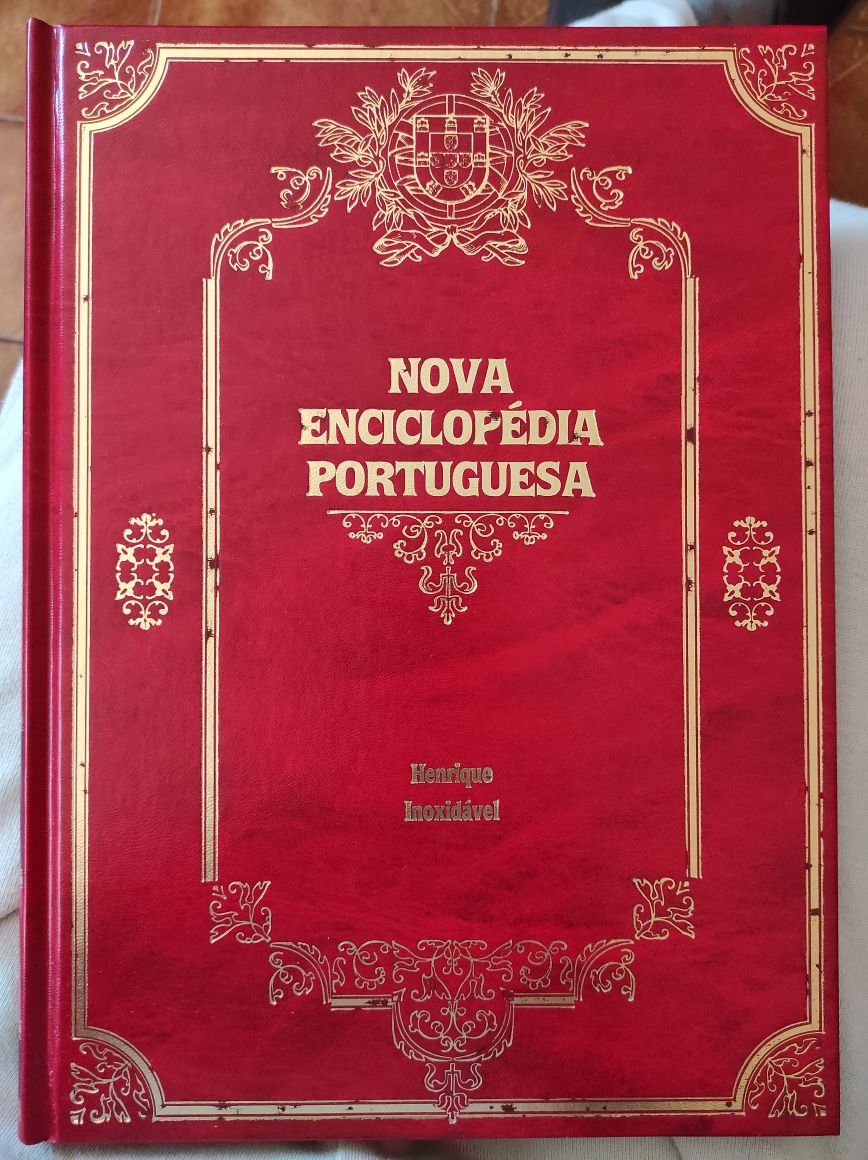 NOVA
ENCICLOPÉDIA
PORTUGUESA
Henrique
Inoxidável